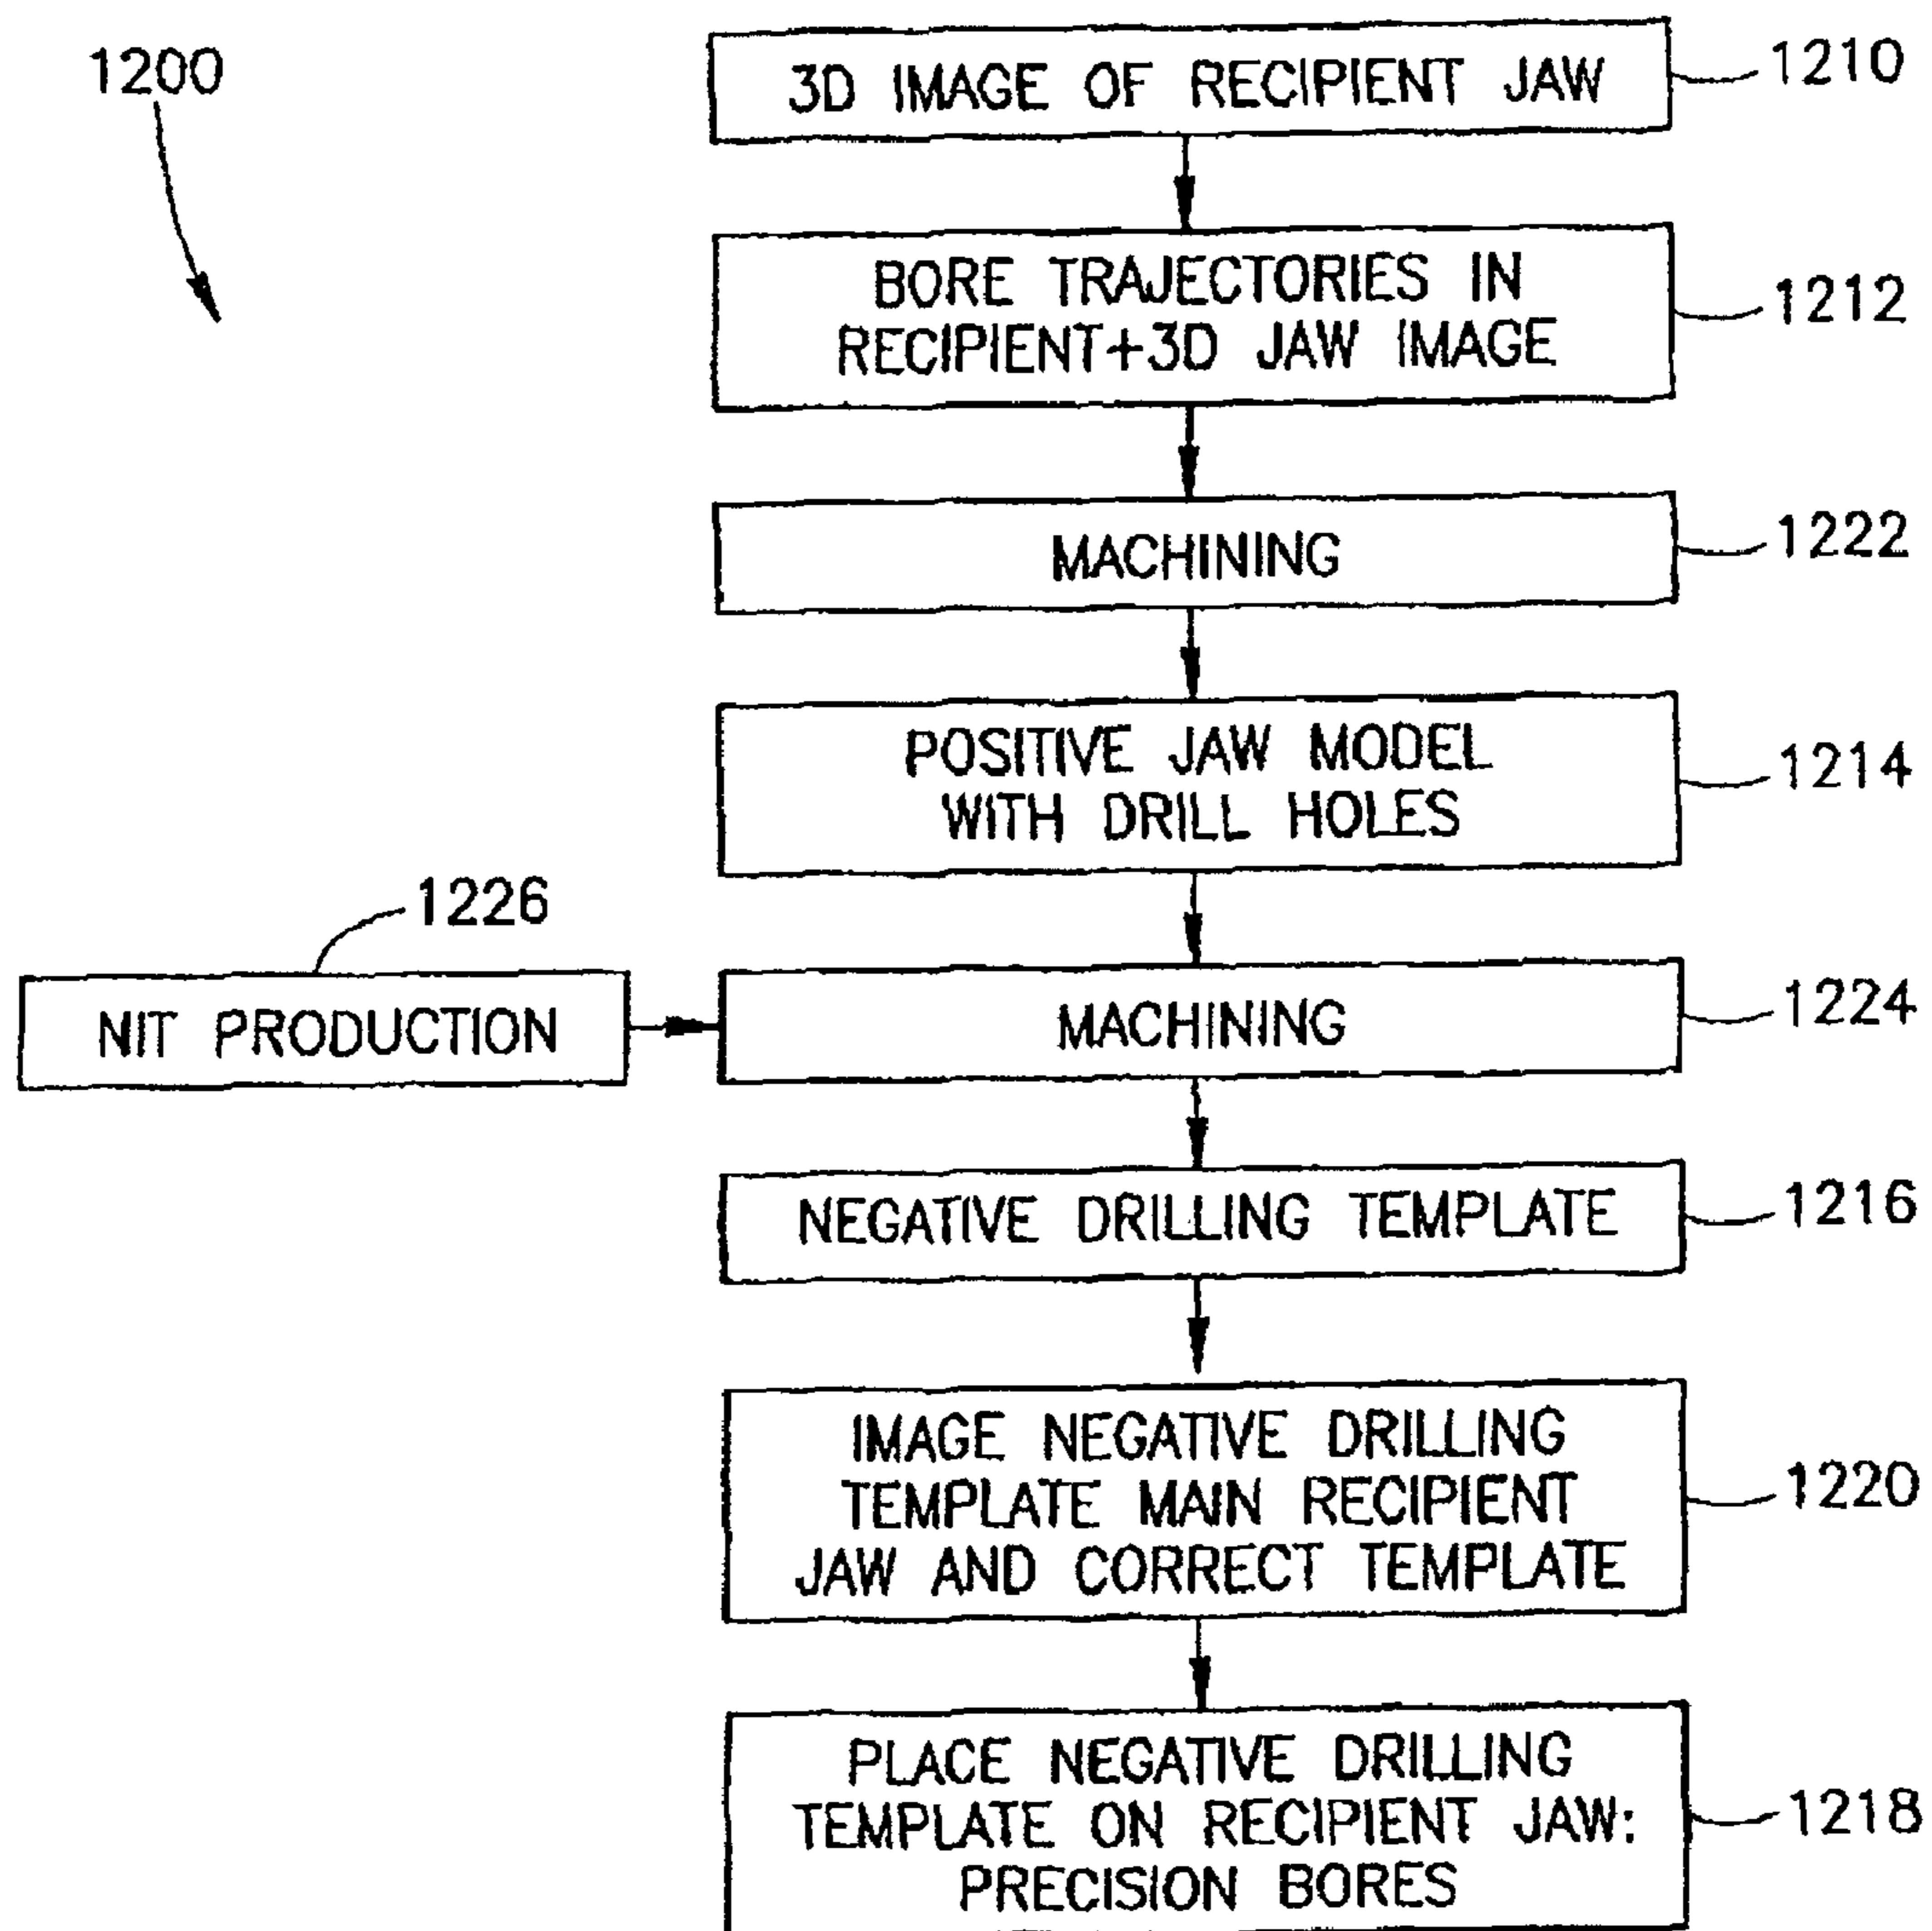 1200
3D IMAGE OF RECIPIENT JAW
1210
BORE TRAJECTORIES IN
RECIPIENT+3D JAW IMAGE
1212
MACHINING
1222
POSITIVE JAW MODEL
WITH DRILL HOLES
1214
1226
NIT PRODUCTION
MACHINING
1224
NEGATIVE DRILLING TEMPLATE
1216
IMAGE NEGATIVE DRILLING
TEMPLATE MAIN RECIPIENT
JAW AND CORRECT TEMPLATE
1220
PLACE NEGATIVE DRILLING
TEMPLATE ON RECIPIENT JAW:
PRECISION BORES
1218